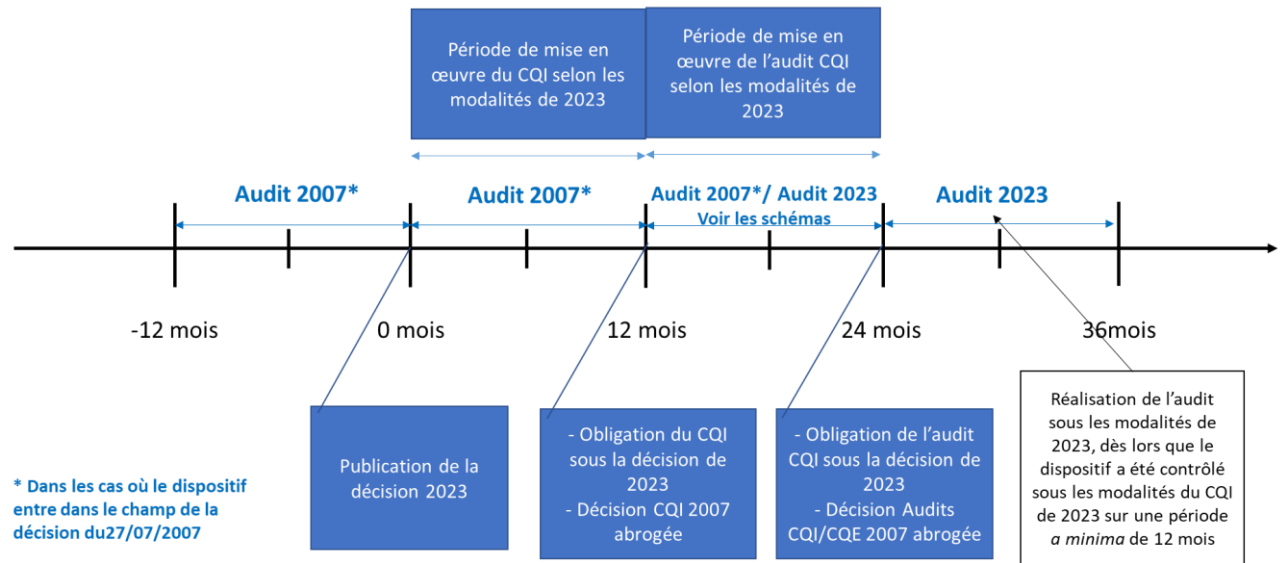 Période de mise en
œuvre du CQI selon les
modalités de 2023
Période de mise en
œuvre de l’audit CQI
selon les modalités de
2023
Audit 2007*
Audit 2007*
Audit 2007*/ Audit 2023
Voir les schémas
Audit 2023
-12 mois
0 mois
12 mois
24 mois
36mois
Publication de la
décision 2023
- Obligation du CQI
sous la décision de
2023
- Décision CQI 2007
abrogée
- Obligation de l’audit
CQI sous la décision de
2023
- Décision Audits
CQI/CQE 2007 abrogée
Réalisation de l’audit
sous les modalités de
2023, dès lors que le
dispositif a été contrôlé
sous les modalités du CQI
de 2023 sur une période
a minima de 12 mois
* Dans les cas où le dispositif
entre dans le champ de la
décision du27/07/2007